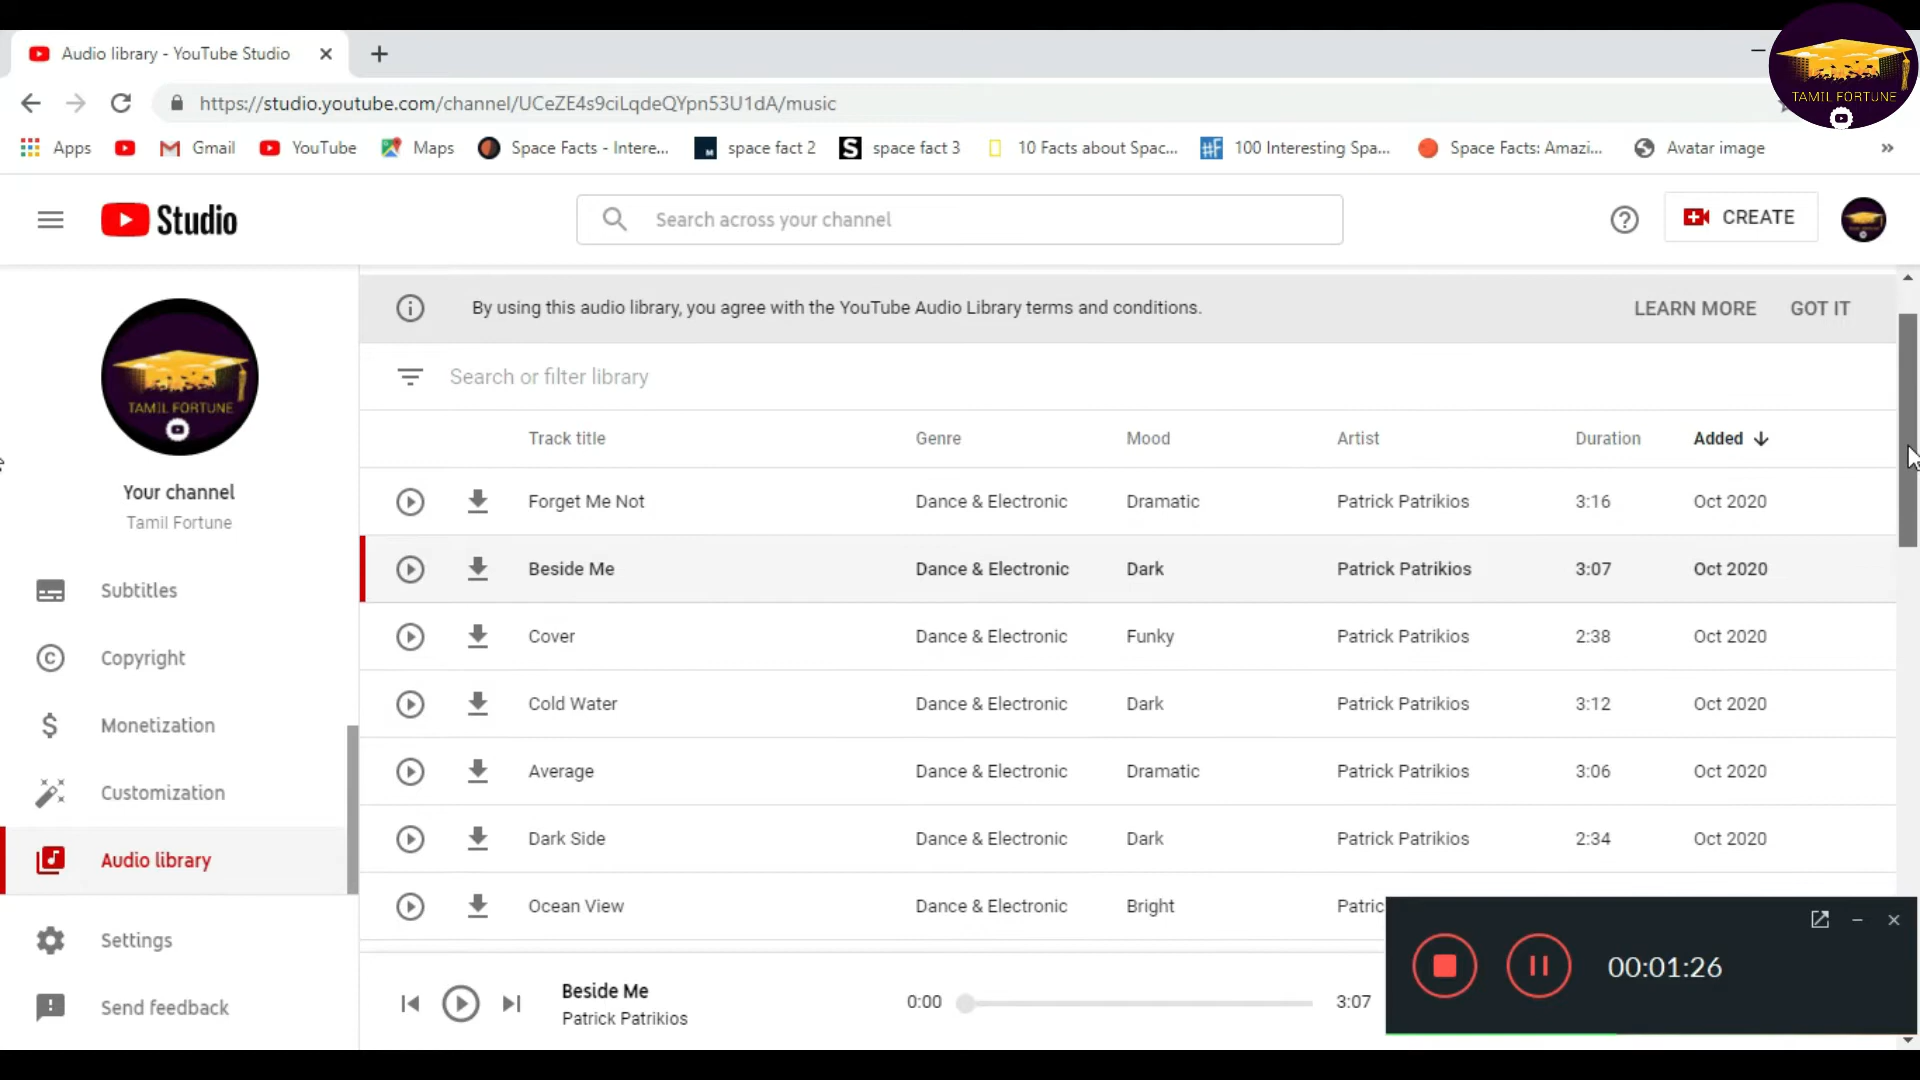 Audio library - YouTube Studio
TAMIL FORTUNE
https://studio.youtube.com/channel/UCeZE4s9ciLqdeQYpn53U1dA/music
Apps Gmail YouTube Maps Space Facts - Intere... space fact 2 space fact 3 10 Facts about Spac... 100 Interesting Spa... Space Facts: Amazi... Avatar image »
Studio Search across your channel CREATE
By using this audio library, you agree with the YouTube Audio Library terms and conditions. LEARN MORE GOT IT
TAMIL FORTUNE
Your channel
Tamil Fortune
Subtitles
Copyright
Monetization
Customization
Audio library
Settings
Send feedback
Search or filter library
Track title Genre Mood Artist Duration Added
Forget Me Not Dance & Electronic Dramatic Patrick Patrikios 3:16 Oct 2020
Beside Me Dance & Electronic Dark Patrick Patrikios 3:07 Oct 2020
Cover Dance & Electronic Funky Patrick Patrikios 2:38 Oct 2020
Cold Water Dance & Electronic Dark Patrick Patrikios 3:12 Oct 2020
Average Dance & Electronic Dramatic Patrick Patrikios 3:06 Oct 2020
Dark Side Dance & Electronic Dark Patrick Patrikios 2:34 Oct 2020
Ocean View Dance & Electronic Bright Patric
Beside Me
Patrick Patrikios
0:00 3:07
00:01:26